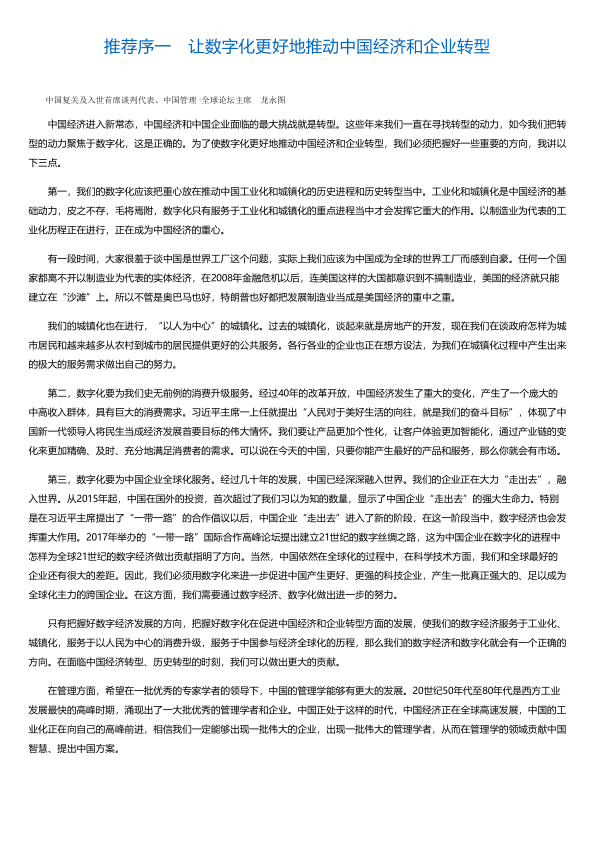 推荐序一　让数字化更好地推动中国经济和企业转型
中国复关及入世首席谈判代表、中国管理·全球论坛主席　龙永图
中国经济进入新常态，中国经济和中国企业面临的最大挑战就是转型。这些年来我们一直在寻找转型的动力，如今我们把转
型的动力聚焦于数字化，这是正确的。为了使数字化更好地推动中国经济和企业转型，我们必须把握好一些重要的方向，我讲以
下三点。
第一，我们的数字化应该把重心放在推动中国工业化和城镇化的历史进程和历史转型当中。工业化和城镇化是中国经济的基
础动力，皮之不存，毛将焉附，数字化只有服务于工业化和城镇化的重点进程当中才会发挥它重大的作用。以制造业为代表的工
业化历程正在进行，正在成为中国经济的重心。
有一段时间，大家很羞于谈中国是世界工厂这个问题，实际上我们应该为中国成为全球的世界工厂而感到自豪。任何一个国
家都离不开以制造业为代表的实体经济，在2008年金融危机以后，连美国这样的大国都意识到不搞制造业，美国的经济就只能
建立在“沙滩”上。所以不管是奥巴马也好，特朗普也好都把发展制造业当成是美国经济的重中之重。
我们的城镇化也在进行，“以人为中心”的城镇化。过去的城镇化，谈起来就是房地产的开发，现在我们在谈政府怎样为城
市居民和越来越多从农村到城市的居民提供更好的公共服务。各行各业的企业也正在想方设法，为我们在城镇化过程中产生出来
的极大的服务需求做出自己的努力。
第二，数字化要为我们史无前例的消费升级服务。经过40年的改革开放，中国经济发生了重大的变化，产生了一个庞大的
中高收入群体，具有巨大的消费需求。习近平主席一上任就提出“人民对于美好生活的向往，就是我们的奋斗目标”，体现了中
国新一代领导人将民生当成经济发展首要目标的伟大情怀。我们要让产品更加个性化，让客户体验更加智能化，通过产业链的变
化来更加精确、及时、充分地满足消费者的需求。可以说在今天的中国，只要你能产生最好的产品和服务，那么你就会有市场。
第三，数字化要为中国企业全球化服务。经过几十年的发展，中国已经深深融入世界。我们的企业正在大力“走出去”，融
入世界。从2015年起，中国在国外的投资，首次超过了我们习以为知的数量，显示了中国企业“走出去”的强大生命力。特别
是在习近平主席提出了“一带一路”的合作倡议以后，中国企业“走出去”进入了新的阶段，在这一阶段当中，数字经济也会发
挥重大作用。2017年举办的“一带一路”国际合作高峰论坛提出建立21世纪的数字丝绸之路，这为中国企业在数字化的进程中
怎样为全球21世纪的数字经济做出贡献指明了方向。当然，中国依然在全球化的过程中，在科学技术方面，我们和全球最好的
企业还有很大的差距。因此，我们必须用数字化来进一步促进中国产生更好、更强的科技企业，产生一批真正强大的、足以成为
全球化主力的跨国企业。在这方面，我们需要通过数字经济、数字化做出进一步的努力。
只有把握好数字经济发展的方向，把握好数字化在促进中国经济和企业转型方面的发展，使我们的数字经济服务于工业化、
城镇化，服务于以人民为中心的消费升级，服务于中国参与经济全球化的历程，那么我们的数字经济和数字化就会有一个正确的
方向。在面临中国经济转型、历史转型的时刻，我们可以做出更大的贡献。
在管理方面，希望在一批优秀的专家学者的领导下，中国的管理学能够有更大的发展。20世纪50年代至80年代是西方工业
发展最快的高峰时期，涌现出了一大批优秀的管理学者和企业。中国正处于这样的时代，中国经济正在全球高速发展，中国的工
业化正在向自己的高峰前进，相信我们一定能够出现一批伟大的企业，出现一批伟大的管理学者，从而在管理学的领域贡献中国
智慧、提出中国方案。